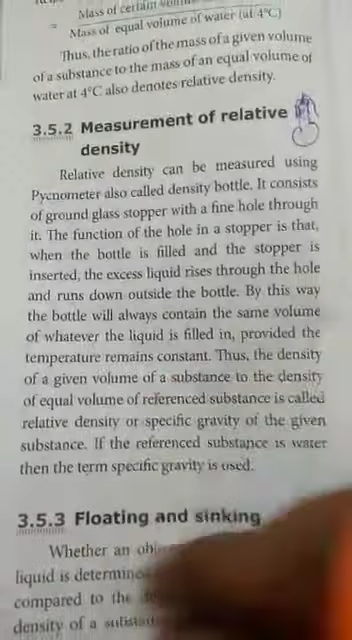 = Mass of certain
Mass of equal volume of water (at 4°C)
Thus, the ratio of the mass of a given volume
of a substance to the mass of an equal volume of
water at 4°C also denotes relative density.
3.5.2 Measurement of relative
density
Relative density can be measured using
Pycnometer also called density bottle. It consists
of ground glass stopper with a fine hole through
it. The function of the hole in a stopper is that,
when the bottle is filled and the stopper is
inserted, the excess liquid rises through the hole
and runs down outside the bottle. By this way
the bottle will always contain the same volume
of whatever the liquid is filled in, provided the
temperature remains constant. Thus, the density
of a given volume of a substance to the density
of equal volume of referenced substance is called
relative density or specific gravity of the given
substance. If the referenced substance is water
then the term specific gravity is used.
3.5.3 Floating and sinking
Whether an
liquid is
compared to the
density of a